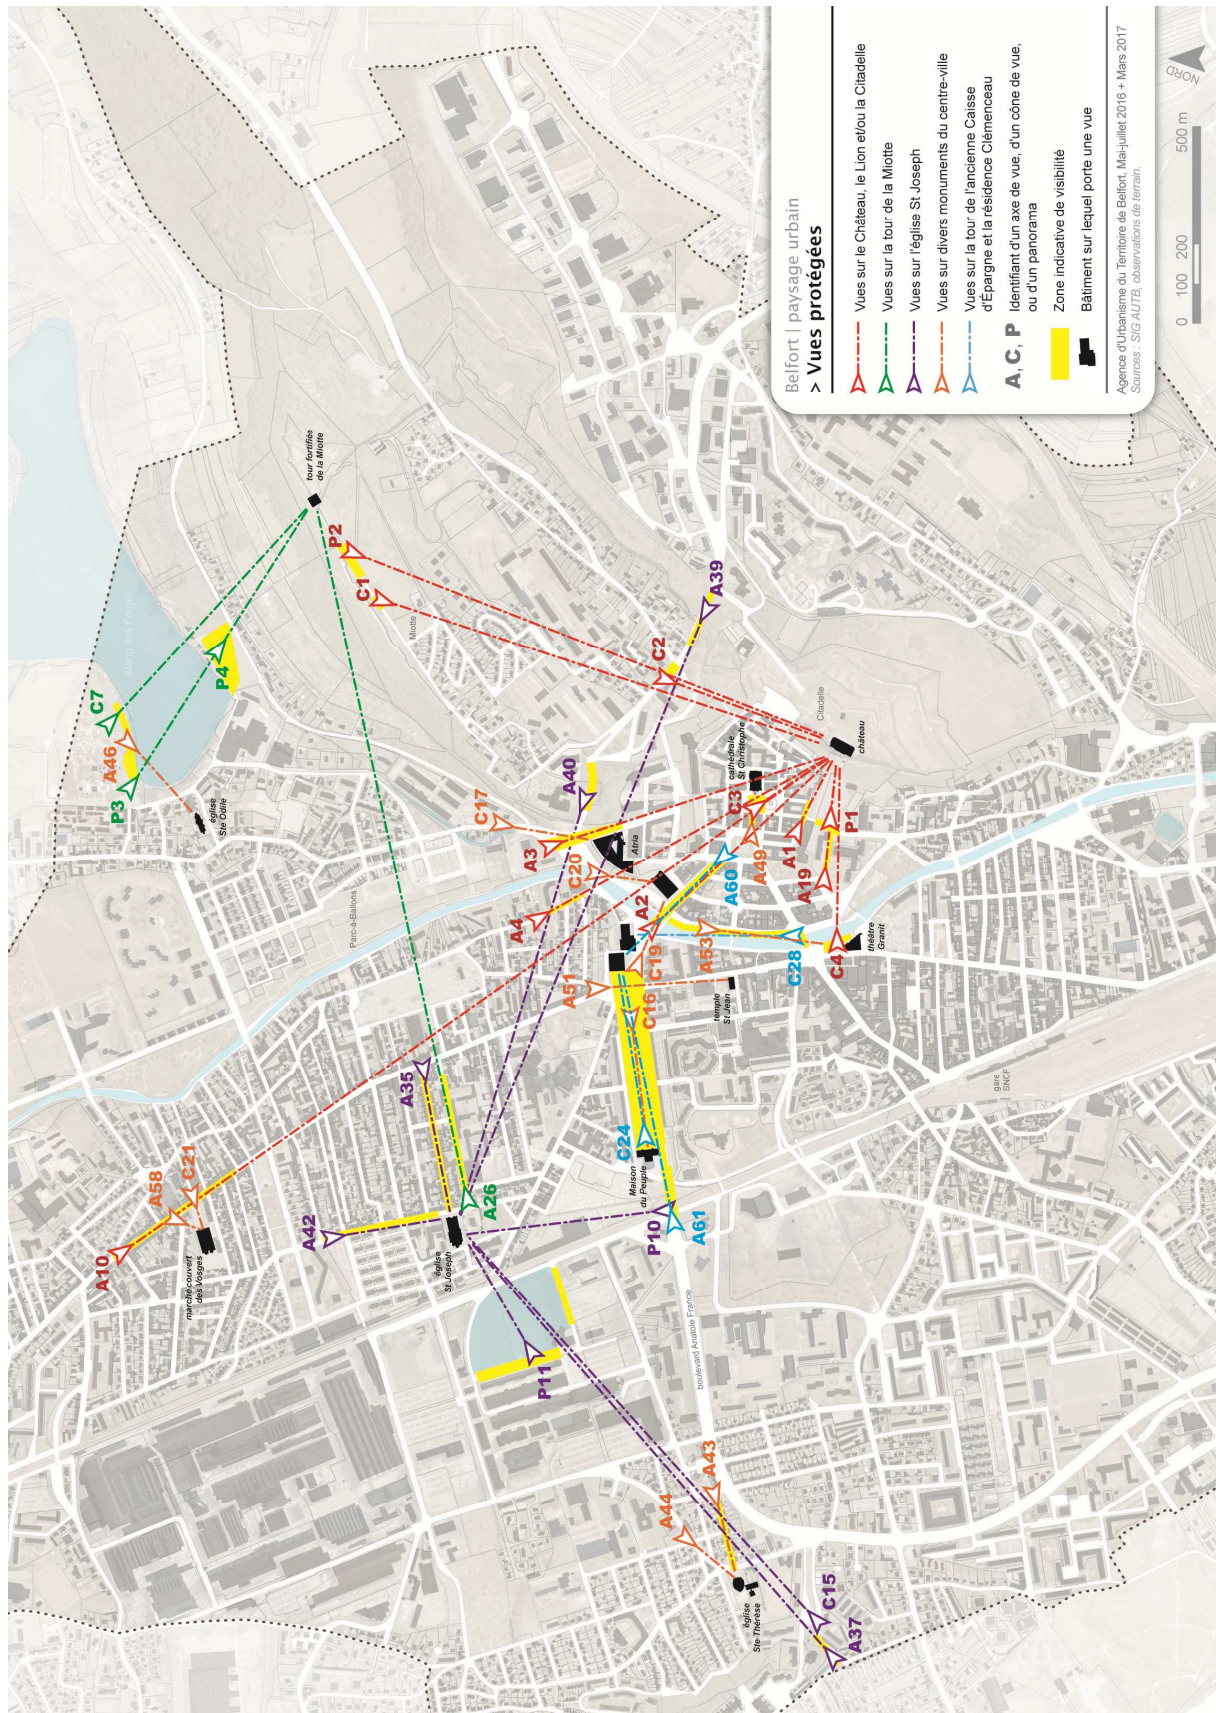 Belfort | paysage urbain
> Vues protégées
Vues sur le Château, le Lion et/ou la Citadelle
Vues sur la tour de la Miotte
Vues sur l'église St Joseph
Vues sur divers monuments du centre-ville
Vues sur la tour de l'ancienne Caisse
d'Épargne et la résidence Clémenceau
A, C, P
Identifiant d'un axe de vue, d'un cône de vue,
ou d'un panorama
Zone indicative de visibilité
Bâtiment sur lequel porte une vue
Agence d'Urbanisme du Territoire de Belfort, Mai-juillet 2016 + Mars 2017
Sources : SIG AUTB, observations de terrain.
0 100 200 500 m
NORD
A10
A58
C21
marché couvert
des Vosges
A42
église
St Joseph
A26
A35
P11
P10
A61
Maison
du Peuple
C24
C16
A51
C19
temple
St Jean
A53
C28
C4
théâtre
Granit
A2
A4
A3
C20
C17
Atria
A40
A60
A49
C3
cathédrale
St Christophe
A1
A19
P1
château
Citadelle
C2
A39
C1
P2
Miotte
tour fortifiée
de la Miotte
C7
A46
P3
P4
étang des Forges
église
Ste Odile
Parc-à-Ballons
gare
SNCF
boulevard Anatole France
A43
A44
église
Ste Thérèse
C15
A37